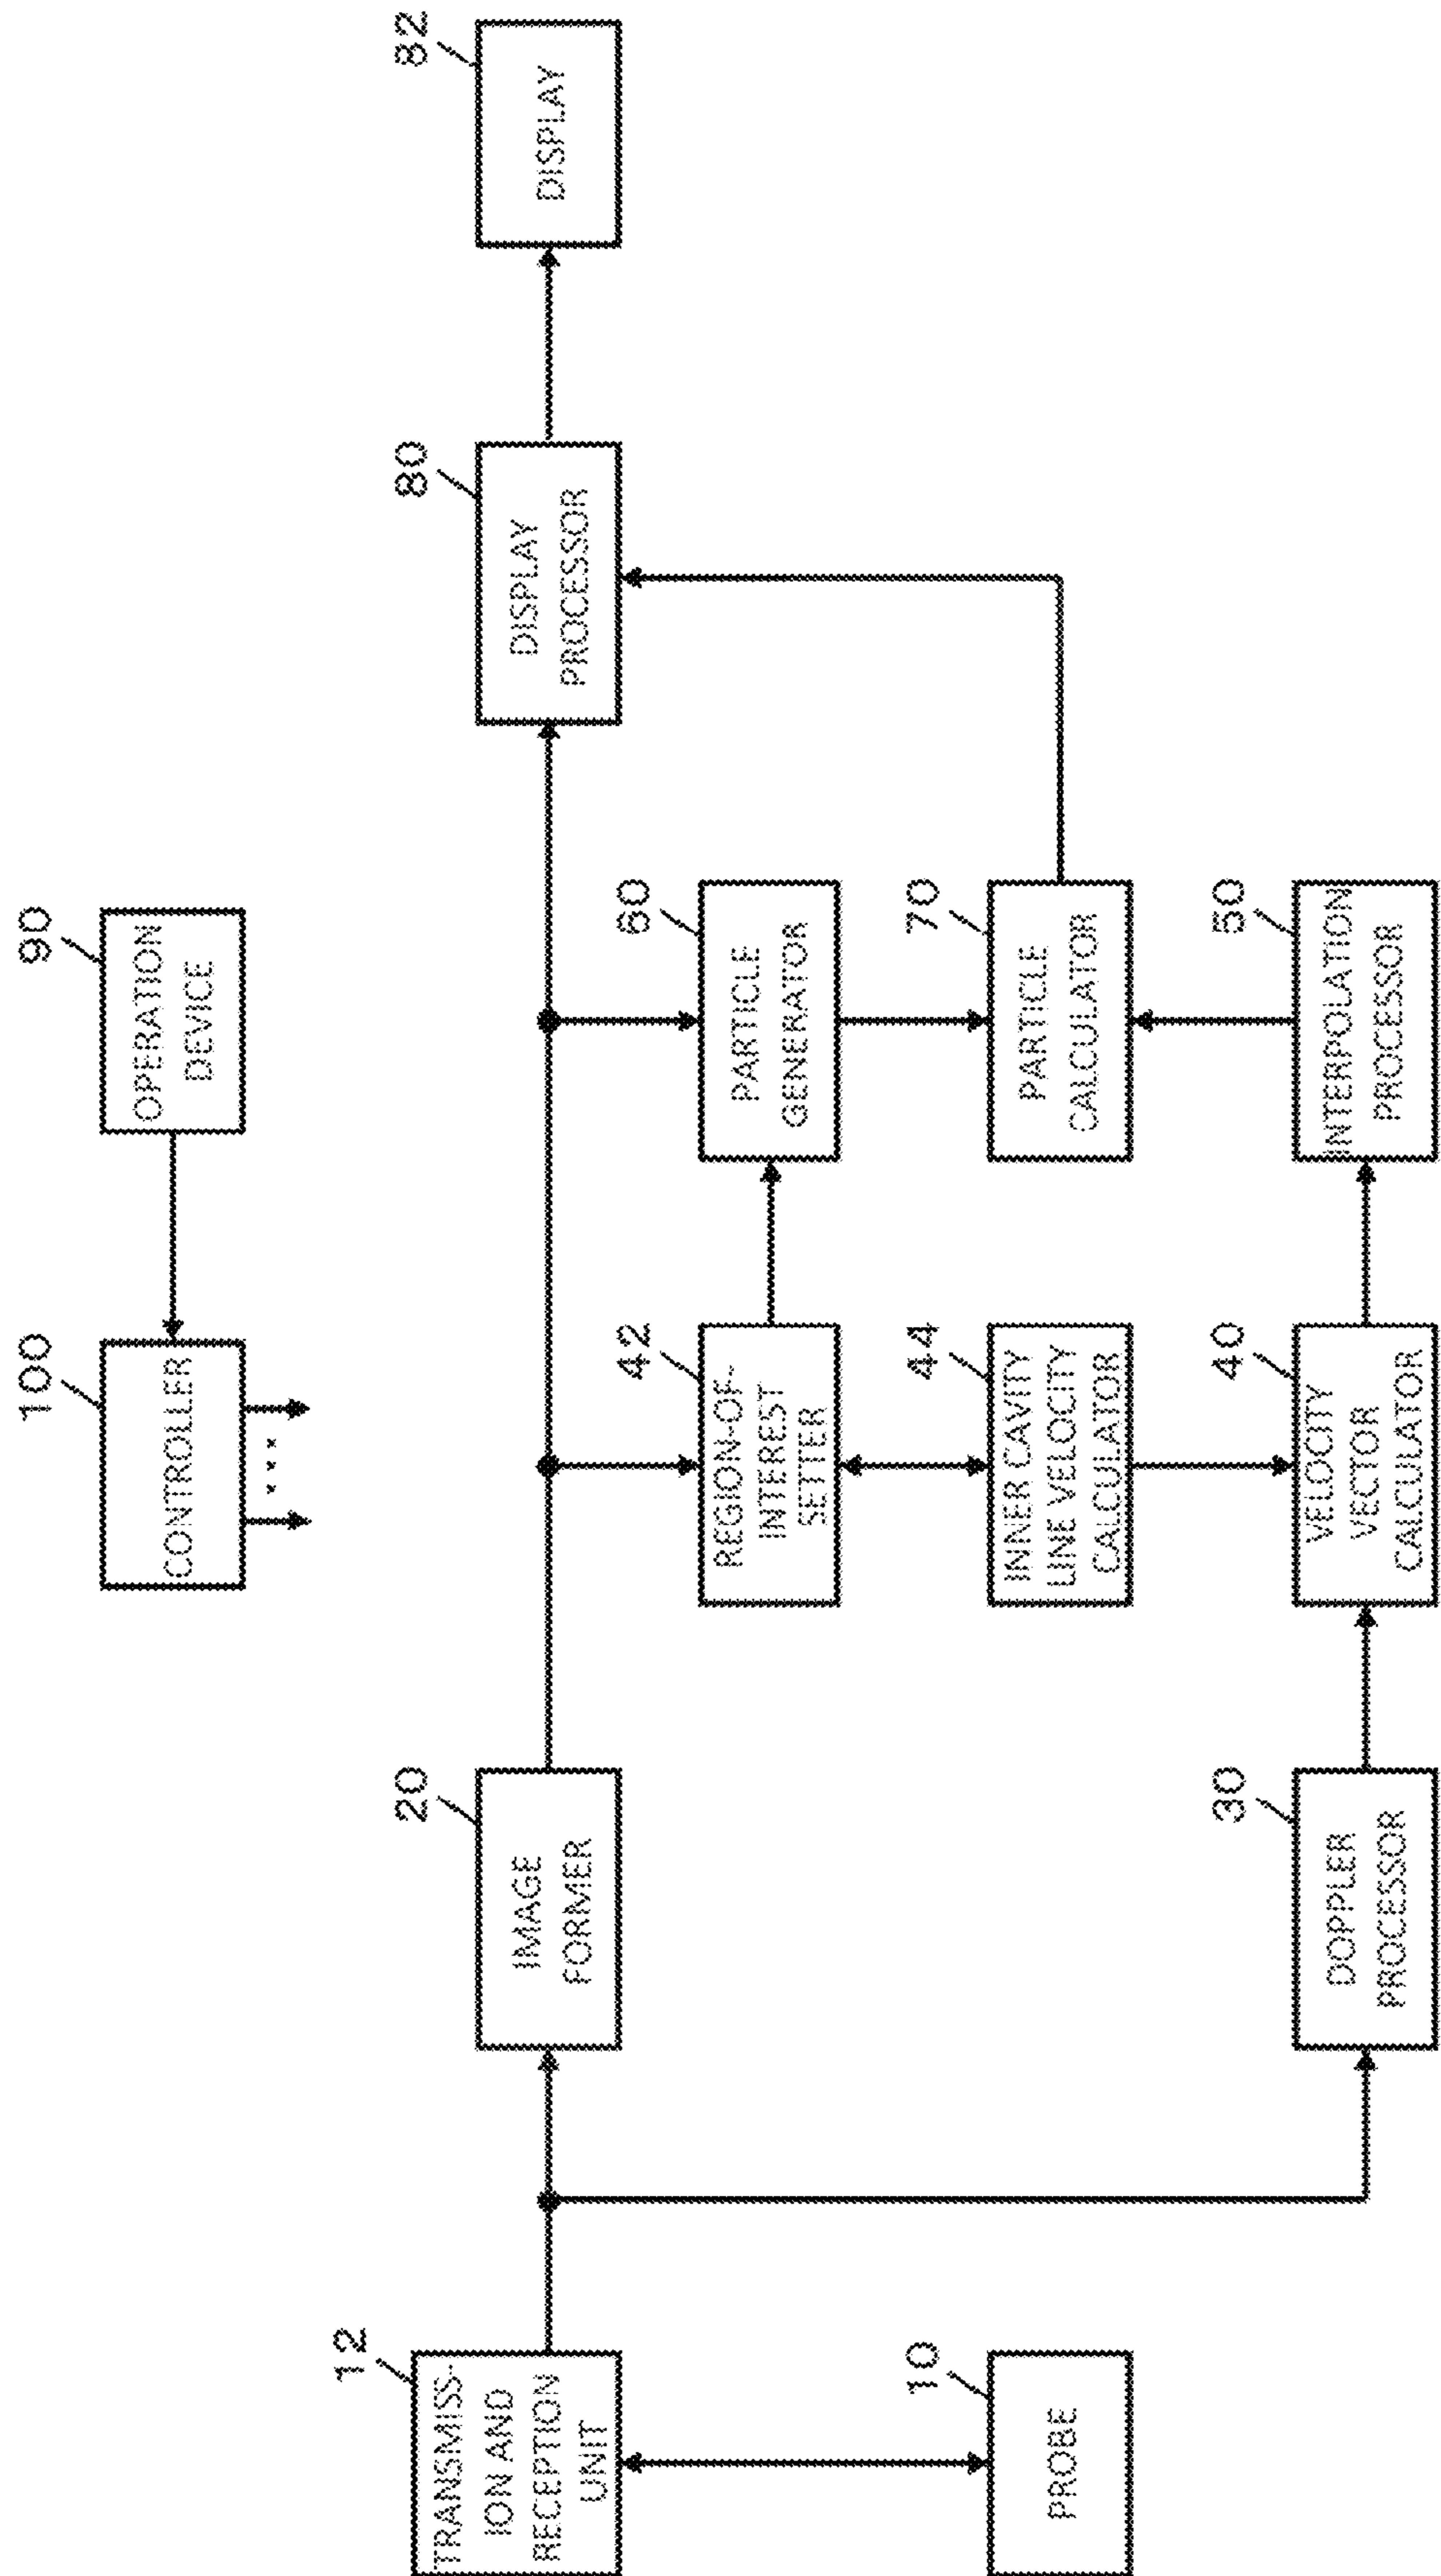 90
OPERATION
DEVICE
100
CONTROLLER
82
DISPLAY
80
DISPLAY
PROCESSOR
20
IMAGE
FORMER
12
TRANSMISS-
ION AND
RECEPTION
UNIT
60
PARTICLE
GENERATOR
42
REGION-OF-
INTEREST
SETTER
70
PARTICLE
CALCULATOR
44
INNER CAVITY
LINE VELOCITY
CALCULATOR
10
PROBE
50
INTERPOLATION
PROCESSOR
40
VELOCITY
VECTOR
CALCULATOR
30
DOPPLER
PROCESSOR